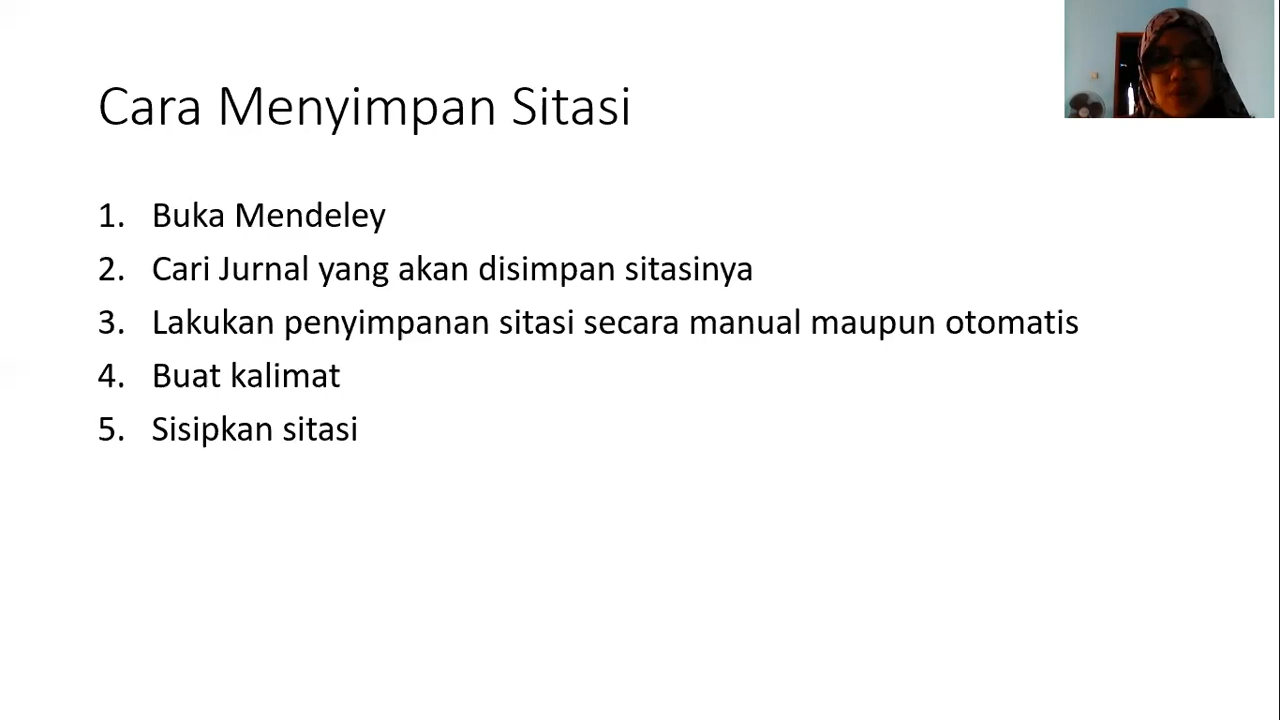 Cara Menyimpan Sitasi
1. Buka Mendeley
2. Cari Jurnal yang akan disimpan sitasinya
3. Lakukan penyimpanan sitasi secara manual maupun otomatis
4. Buat kalimat
5. Sisipkan sitasi